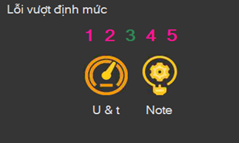 Lỗi vượt định mức
1 2 3 4 5
U & t Note